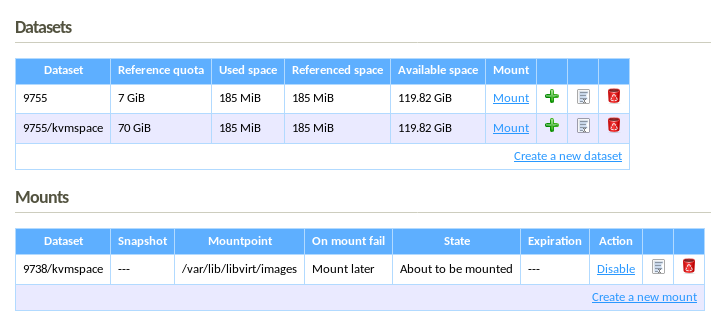 Datasets
Dataset Reference quota Used space Referenced space Available space Mount
9755 7 GiB 185 MiB 185 MiB 119.82 GiB Mount
9755/kvmspace 70 GiB 185 MiB 185 MiB 119.82 GiB Mount
Create a new dataset
Mounts
Dataset Snapshot Mountpoint On mount fail State Expiration Action
9738/kvmspace --- /var/lib/libvirt/images Mount later About to be mounted --- Disable
Create a new mount